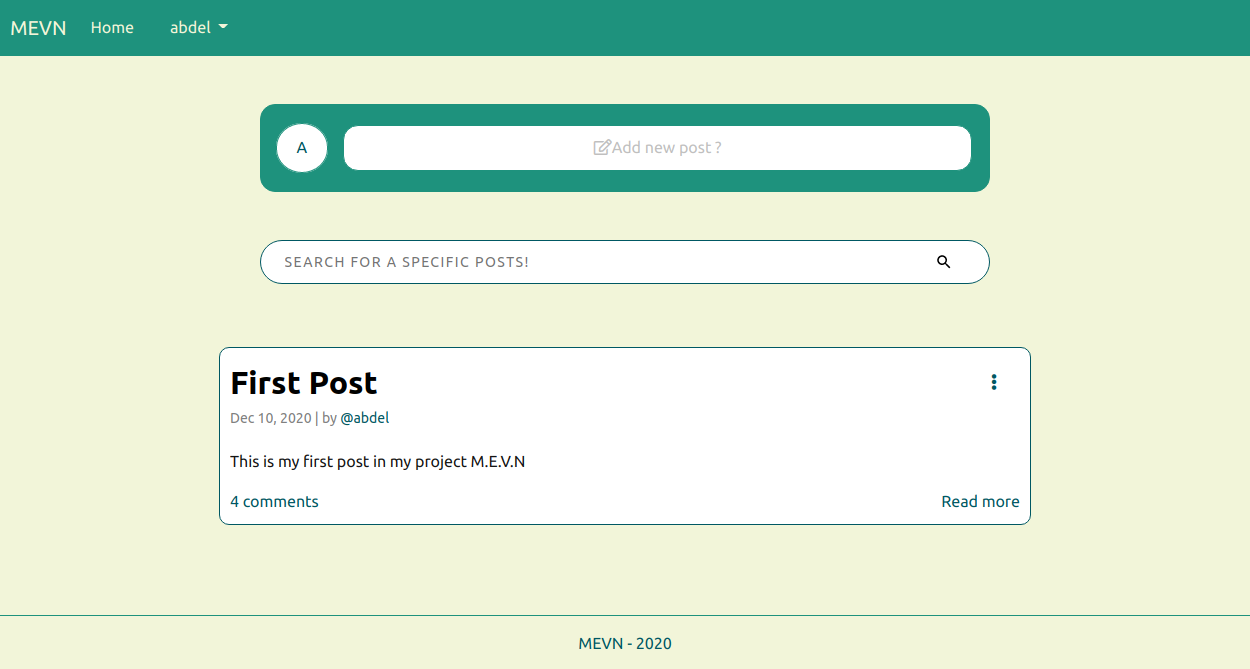 MEVN Home abdel
A Add new post ?
SEARCH FOR A SPECIFIC POSTS!
First Post
Dec 10, 2020 | by @abdel
This is my first post in my project M.E.V.N
4 comments Read more
MEVN - 2020